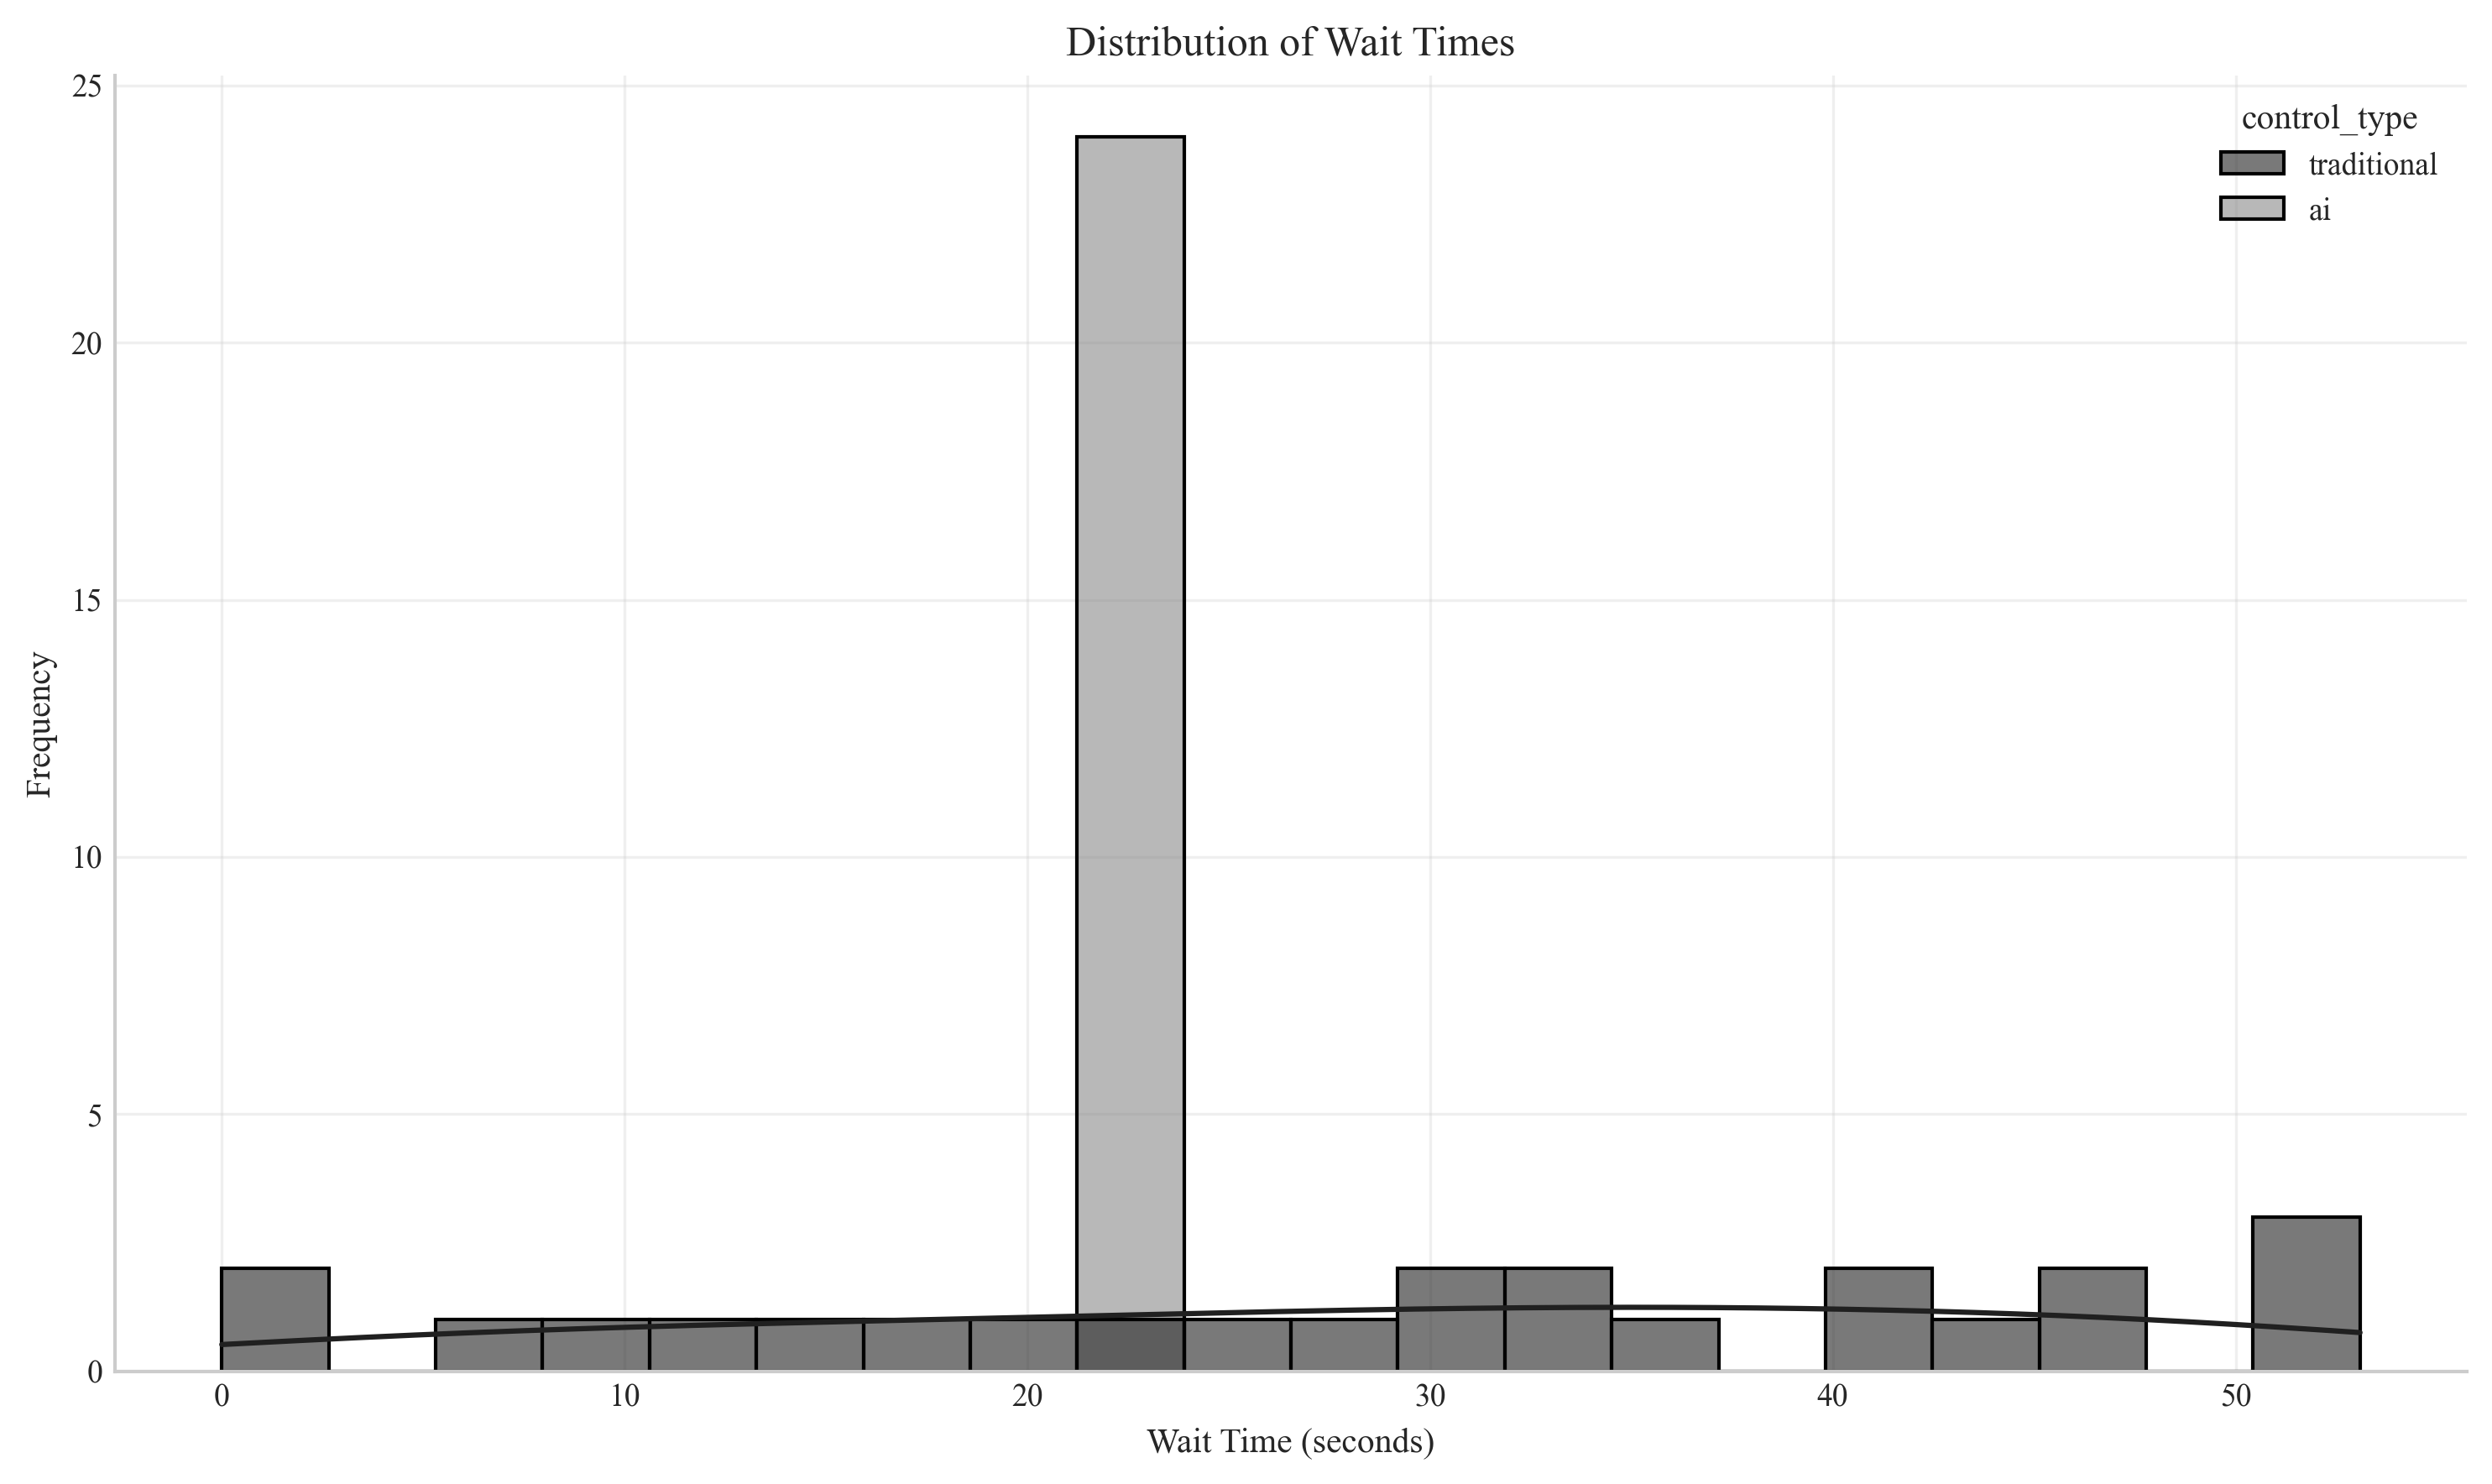 Distribution of Wait Times
25
20
15
10
5
0
Frequency
control_type
traditional
ai
0 10 20 30 40 50
Wait Time (seconds)